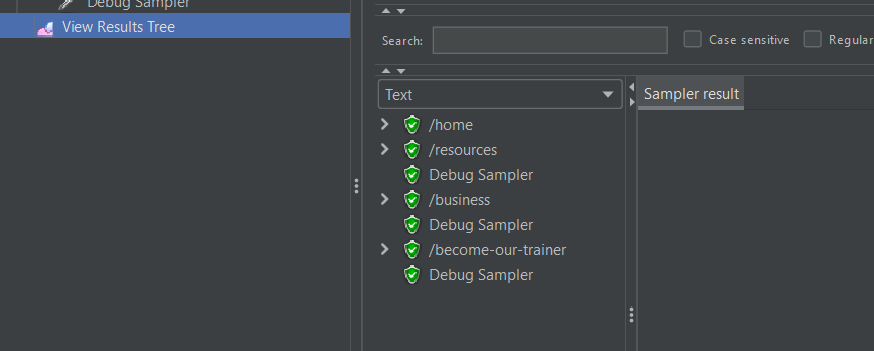 Debug Sampler
View Results Tree
Search:
Case sensitive
Regular
Text
Sampler result
/home
/resources
Debug Sampler
/business
Debug Sampler
/become-our-trainer
Debug Sampler